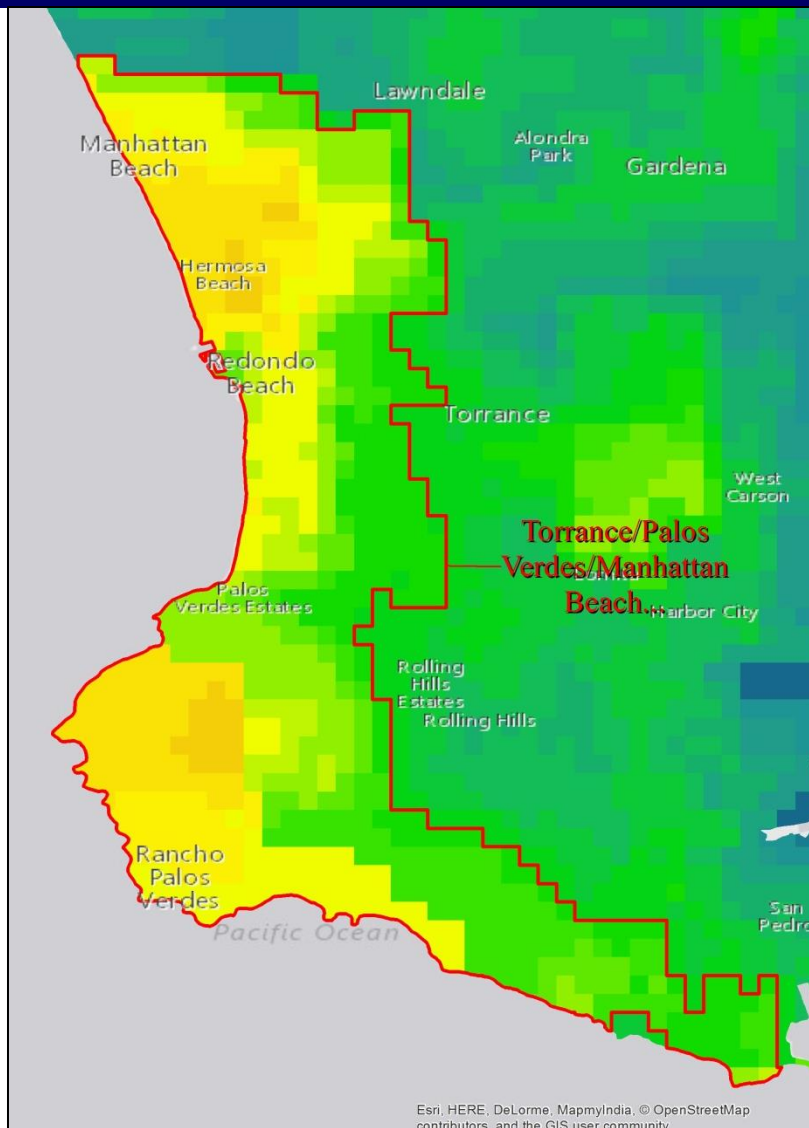 Lawndale
Alondra
Park
Gardena
Manhattan
Beach
Hermosa
Beach
Redondo
Beach
Torrance
West
Carson
Torrance/Palos
Verdes/Manhattan
Beach...
Harbor City
Palos
Verdes Estates
Rolling
Hills
Estates
Rolling Hills
Rancho
Palos
Verdes
San
Pedro
Pacific Ocean
Esri, HERE, DeLorme, MapmyIndia, © OpenStreetMap
contributors, and the GIS user community